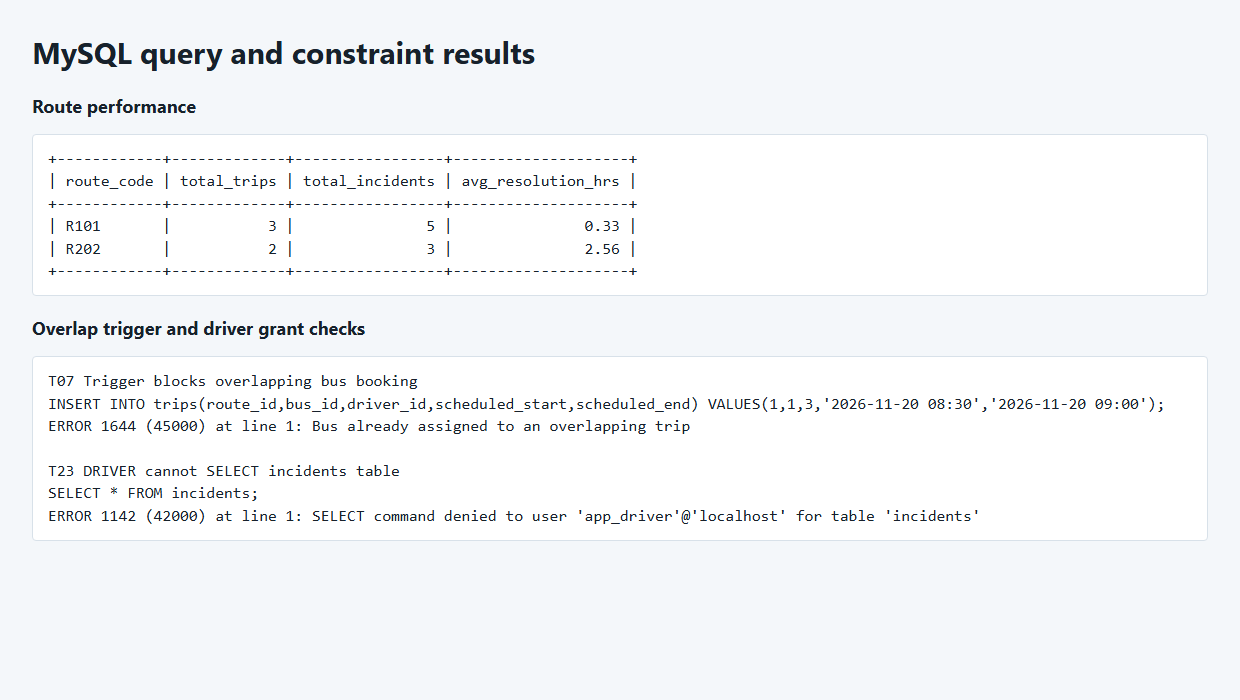 MySQL query and constraint results
Route performance
+------------+-------------+-----------------+--------------------+
| route_code | total_trips | total_incidents | avg_resolution_hrs |
+------------+-------------+-----------------+--------------------+
| R101       |           3 |               5 |               0.33 |
| R202       |           2 |               3 |               2.56 |
+------------+-------------+-----------------+--------------------+
Overlap trigger and driver grant checks
T07 Trigger blocks overlapping bus booking
INSERT INTO trips(route_id,bus_id,driver_id,scheduled_start,scheduled_end) VALUES(1,1,3,'2026-11-20 08:30','2026-11-20 09:00');
ERROR 1644 (45000) at line 1: Bus already assigned to an overlapping trip
T23 DRIVER cannot SELECT incidents table
SELECT * FROM incidents;
ERROR 1142 (42000) at line 1: SELECT command denied to user 'app_driver'@'localhost' for table 'incidents'